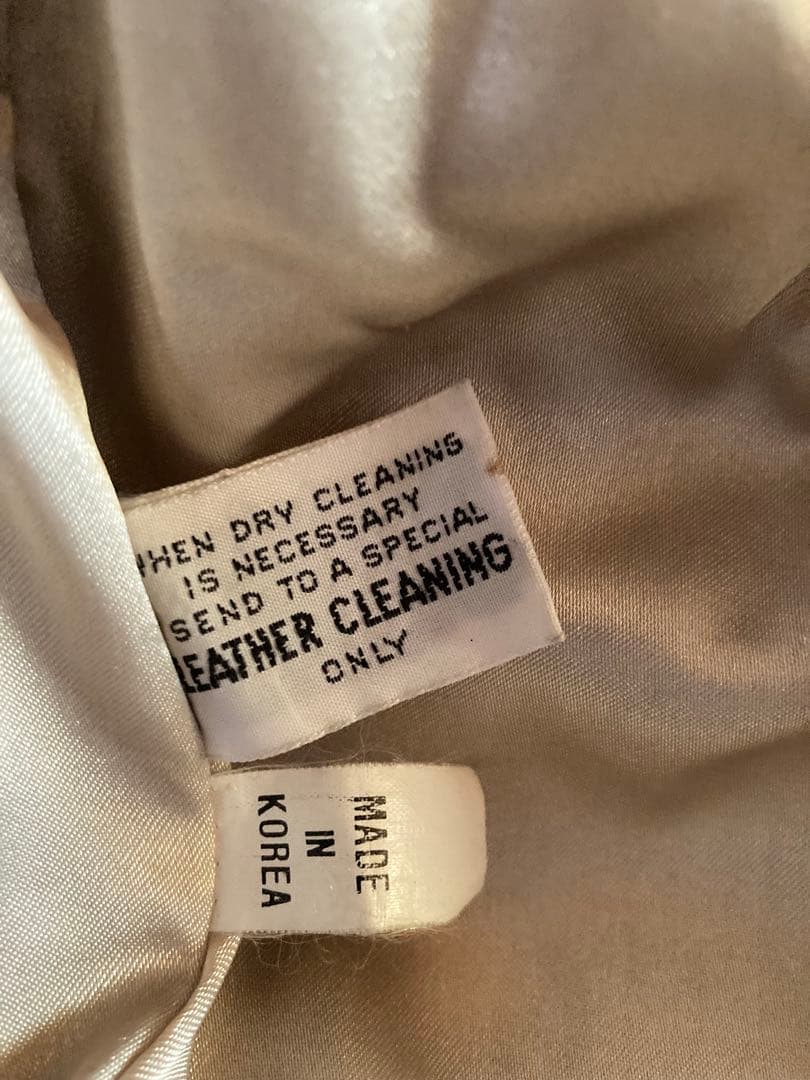 WHEN DRY CLEANING
IS NECESSARY
SEND TO A SPECIAL
LEATHER CLEANING
ONLY
MADE
IN
KOREA